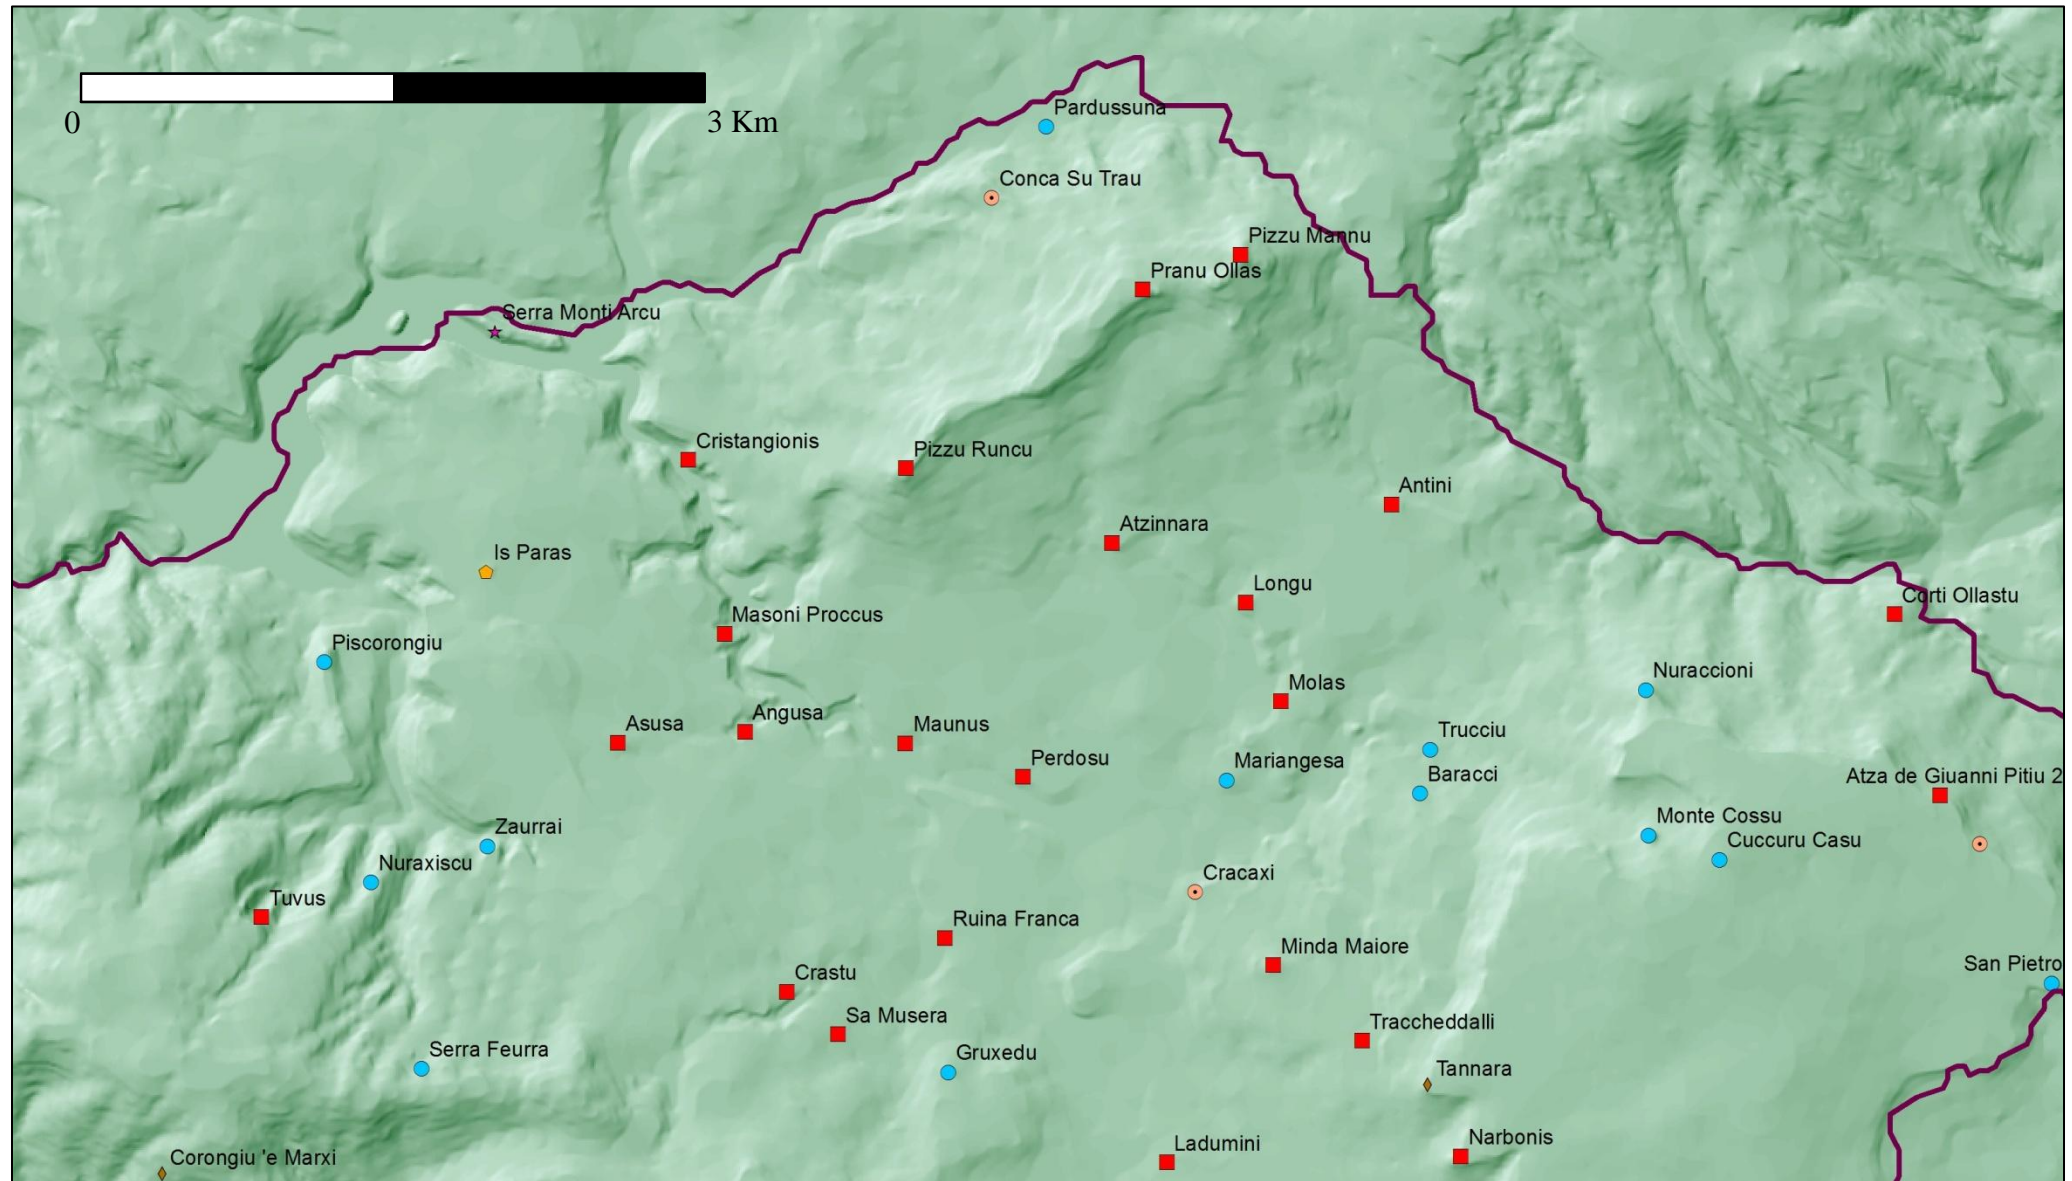 Pardussuna
0
3 Km
Conca Su Trau
Pizzu Mannu
Pranu Ollas
Serra Monti Arcu
Cristangionis
Pizzu Runcu
Antini
Atzinnara
Is Paras
Longu
Corti Ollastu
Masoni Proccus
Piscorongiu
Nuraccioni
Molas
Angusa
Asusa
Maunus
Trucciu
Perdosu
Mariangesa
Baracci
Atza de Giuanni Pitiu 2
Monte Cossu
Zaurrai
Cuccuru Casu
Nuraxiscu
Cracaxi
Tuvus
Ruina Franca
Minda Maiore
San Pietro
Crastu
Sa Musera
Traccheddalli
Serra Feurra
Gruxedu
Tannara
Narbonis
Ladumini
Corongiu 'e Marxi